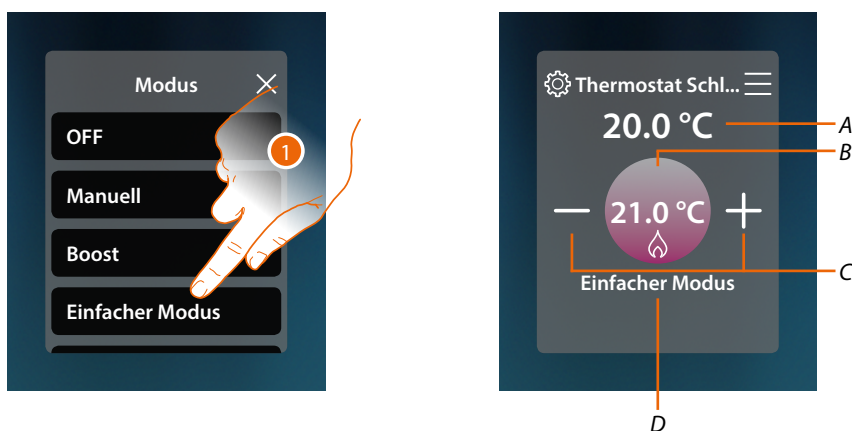 Modus
OFF
1
Manuell
Boost
Einfacher Modus
Thermostat Schl...
20.0 °C
A
B
21.0 °C
C
Einfacher Modus
D